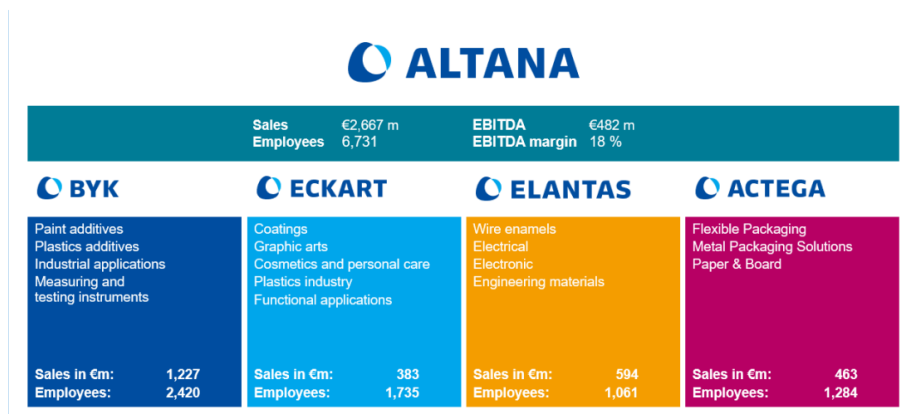 ALTANA
Sales €2,667 m EBITDA €482 m
Employees 6,731 EBITDA margin 18 %
BYK
Paint additives
Plastics additives
Industrial applications
Measuring and
testing instruments
Sales in €m: 1,227
Employees: 2,420
ECKART
Coatings
Graphic arts
Cosmetics and personal care
Plastics industry
Functional applications
Sales in €m: 383
Employees: 1,735
ELANTAS
Wire enamels
Electrical
Electronic
Engineering materials
Sales in €m: 594
Employees: 1,061
ACTEGA
Flexible Packaging
Metal Packaging Solutions
Paper & Board
Sales in €m: 463
Employees: 1,284